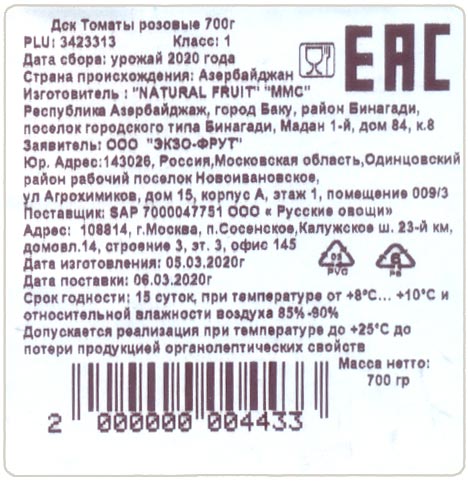 Дск Томаты розовые 700г
PLU: 3423313 Класс: 1
Дата сбора: урожай 2020 года
Страна происхождения: Азербайджан
Изготовитель : "NATURAL FRUIT" "ММС"
Республика Азербайджаж, город Баку, район Бинагади,
поселок городского типа Бинагади, Мадан 1-й, дом 84, к.8
Заявитель: ООО "ЭКЗО-ФРУТ"
Юр. Адрес:143026, Россия,Московская область,Одинцовский
район рабочий поселок Новоивановское,
ул Агрохимиков, дом 15, корпус А, этаж 1, помещение 009/3
Поставщик: SAP 7000047751 ООО « Русские овощи»
Адрес: 108814, г.Москва, п.Сосенское,Калужское ш. 23-й км,
домовл.14, строение 3, эт. 3, офис 145
Дата изготовления: 05.03.2020г
Дата поставки: 06.03.2020г
Срок годности: 15 суток, при температуре от +8°С... +10°С и
относительной влажности воздуха 85%-90%
Допускается реализация при температуре до +25°С до
потери продукцией органолептических свойств
Масса нетто:
700 гр
2 000000 004433
EAC
03
PVC
6
PS